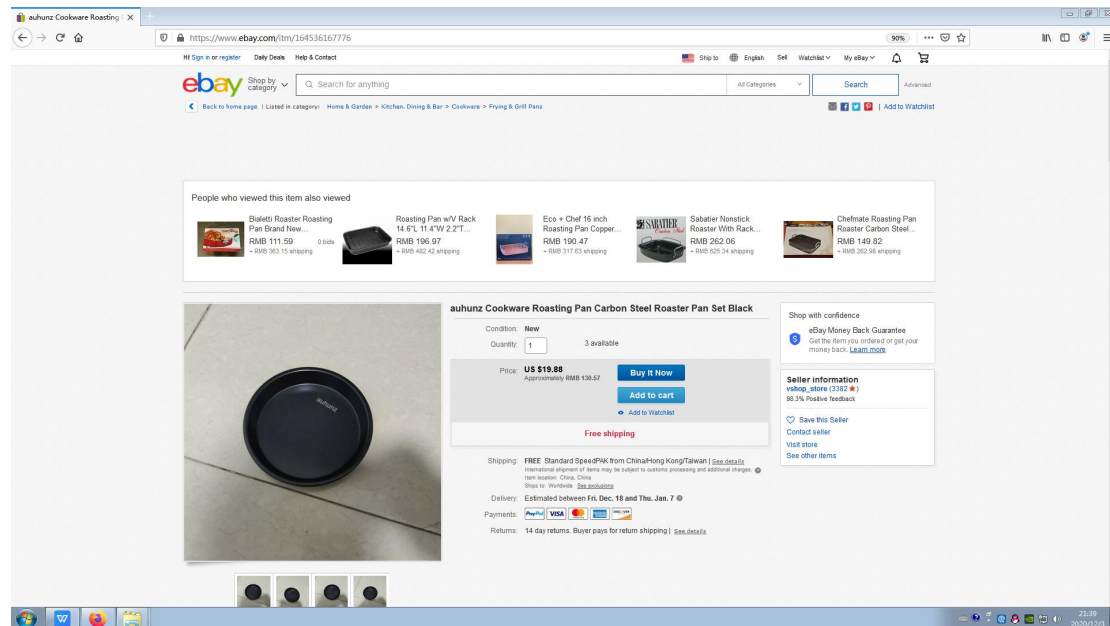 auhunz Cookware Roasting
https://www.ebay.com/itm/164536167776
90%
Hi! Sign in or register Daily Deals Help & Contact
Ship to English Sell Watchlist My eBay
ebay Shop by category Search for anything All Categories Search Advanced
Back to home page | Listed in category: Home & Garden > Kitchen, Dining & Bar > Cookware > Frying & Grill Pans
| Add to Watchlist
People who viewed this item also viewed
Bialetti Roaster Roasting Pan Brand New...
RMB 111.59 0 bids
+ RMB 363.15 shipping
Roasting Pan w/V Rack 14.6"L 11.4"W 2.2"T...
RMB 196.97
+ RMB 482.42 shipping
Eco + Chef 16 inch Roasting Pan Copper...
RMB 190.47
+ RMB 317.63 shipping
SABATIER
Sabatier Nonstick Roaster With Rack...
RMB 262.06
+ RMB 625.34 shipping
Chefmate Roasting Pan Roaster Carbon Steel...
RMB 149.82
+ RMB 262.98 shipping
auhunz
auhunz Cookware Roasting Pan Carbon Steel Roaster Pan Set Black
Condition: New
Quantity: 1 3 available
Price: US $19.88
Approximately RMB 130.57
Buy It Now
Add to cart
Add to Watchlist
Free shipping
Shipping: FREE Standard SpeedPAK from China/Hong Kong/Taiwan | See details
International shipment of items may be subject to customs processing and additional charges.
Item location: China, China
Ships to: Worldwide See exclusions
Delivery: Estimated between Fri. Dec. 18 and Thu. Jan. 7
Payments: PayPal VISA
Returns: 14 day returns. Buyer pays for return shipping | See details
Shop with confidence
eBay Money Back Guarantee
Get the item you ordered or get your money back. Learn more
Seller information
vshop_store (3382)
98.3% Positive feedback
Save this Seller
Contact seller
Visit store
See other items
21:39